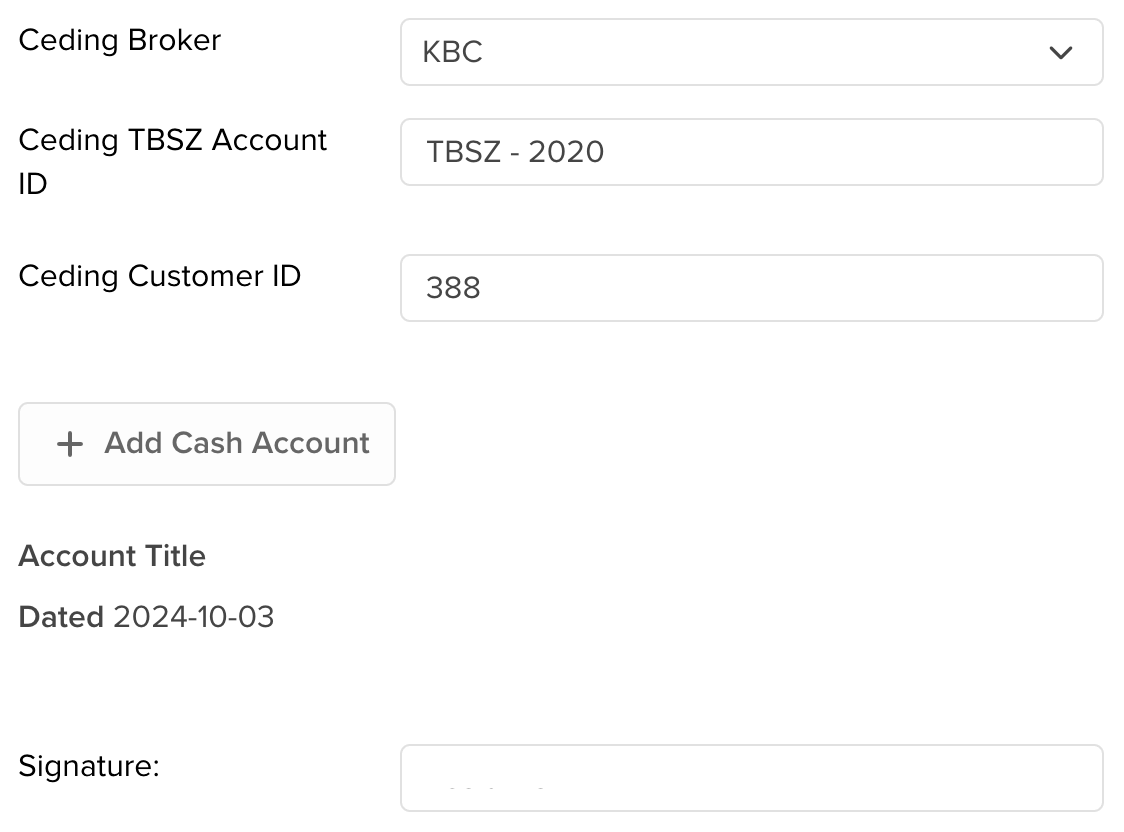 Ceding Broker
KBC
Ceding TBSZ Account
ID
TBSZ - 2020
Ceding Customer ID
388
+ Add Cash Account
Account Title
Dated 2024-10-03
Signature: